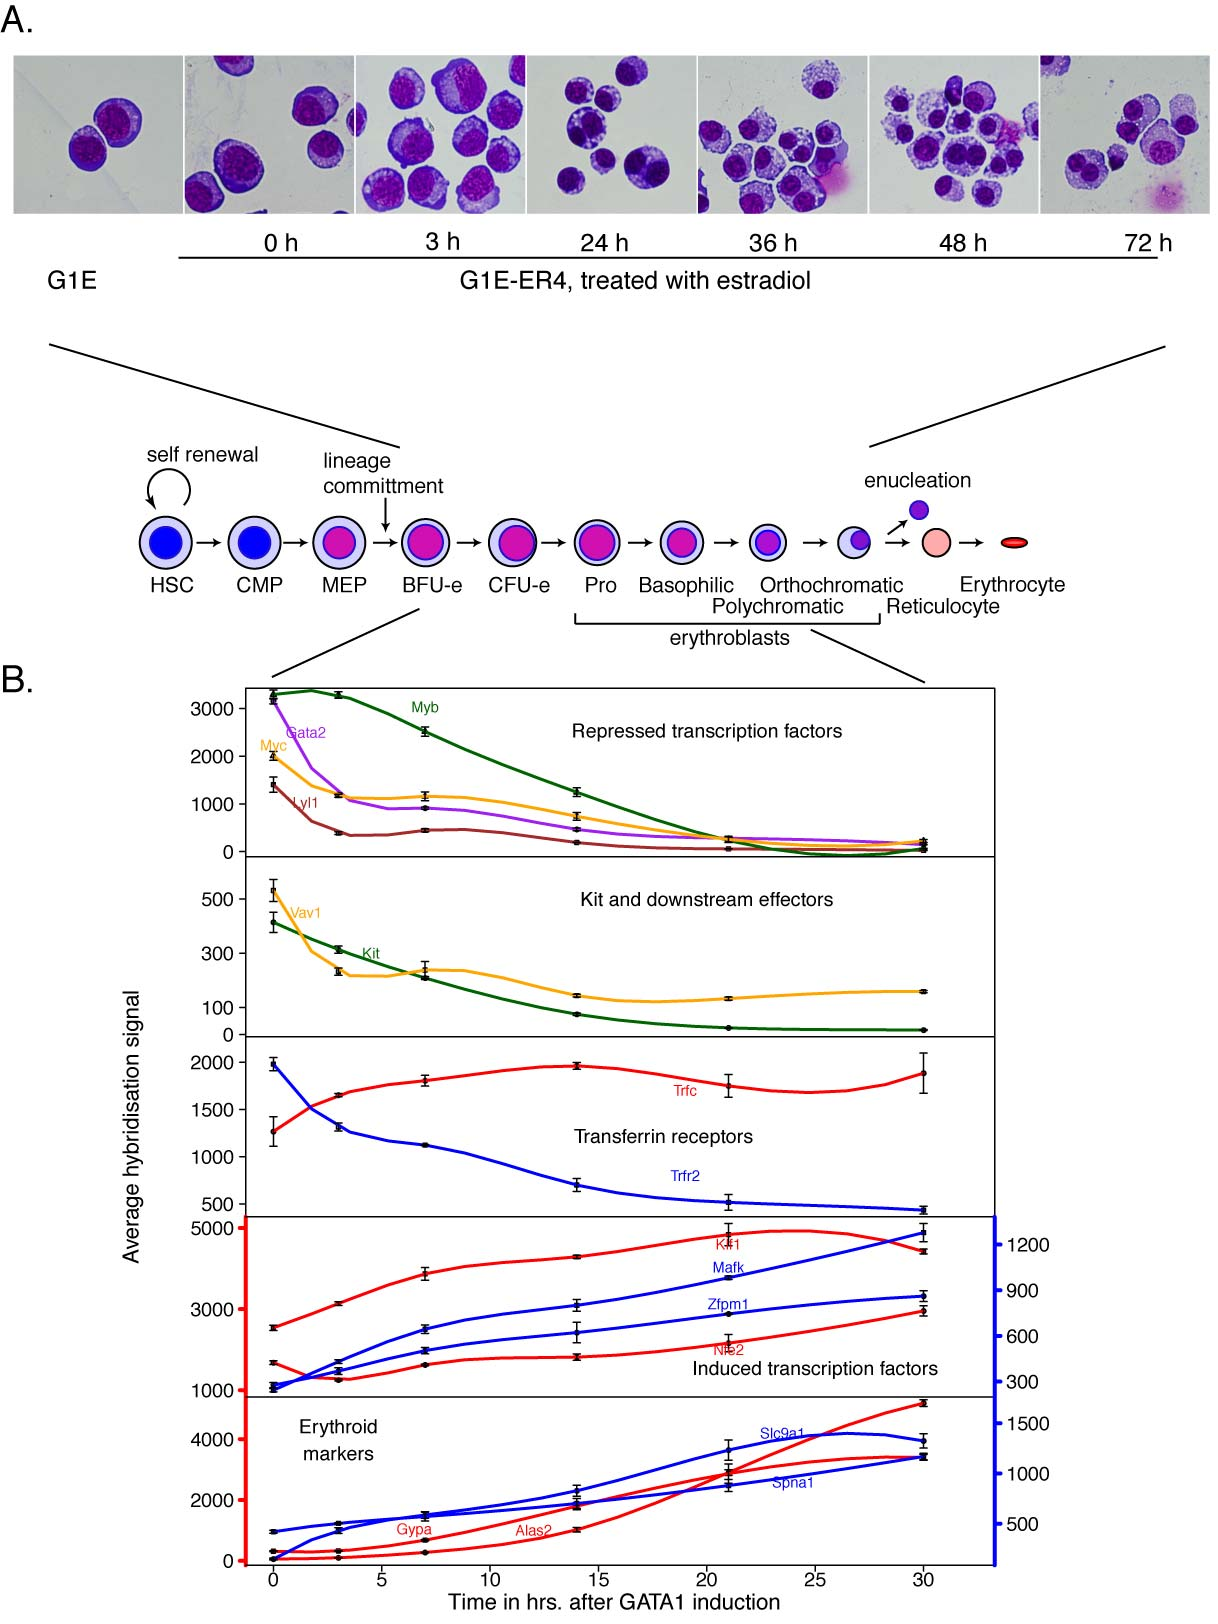 A.
0 h 3 h 24 h 36 h 48 h 72 h
G1E G1E-ER4, treated with estradiol
self renewal
lineage
committment
enucleation
HSC CMP MEP BFU-e CFU-e Pro Basophilic Orthochromatic Erythrocyte
Polychromatic Reticulocyte
erythroblasts
B.
Average hybridisation signal
3000
2000
1000
0
Myb
Gata2
Myc
Lyl1
Repressed transcription factors
500
300
100
0
Vav1
Kit
Kit and downstream effectors
2000
1500
1000
500
Trfc
Transferrin receptors
Trfr2
5000
3000
1000
Klf1
Mafk
Zfpm1
Nfe2
Induced transcription factors
1200
900
600
300
4000
2000
0
Erythroid
markers
Slc9a1
Spna1
Gypa
Alas2
1500
1000
500
0 5 10 15 20 25 30
Time in hrs. after GATA1 induction